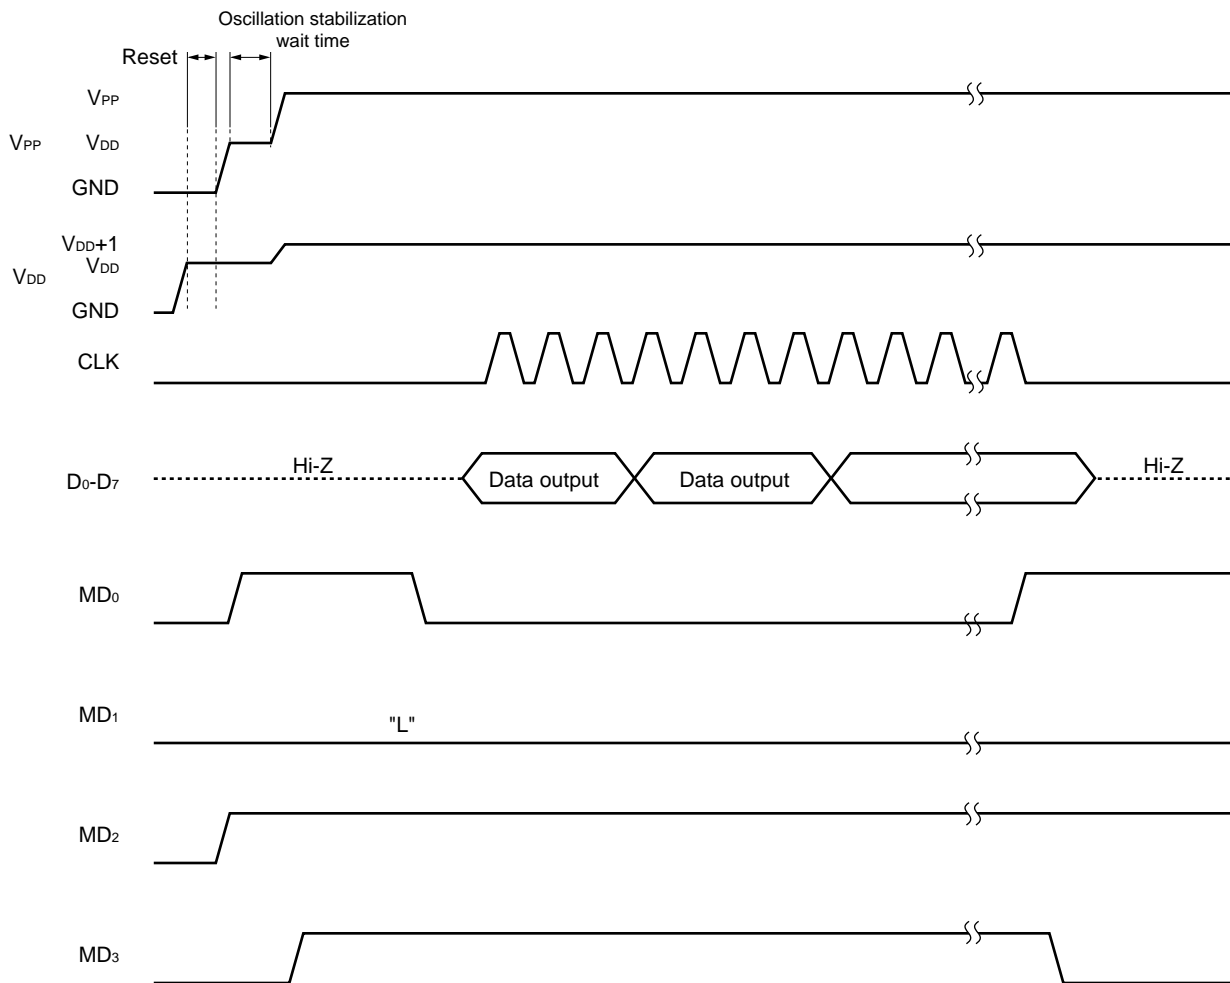 Oscillation stabilization
wait time
Reset
VPP
VPP VDD
GND
VDD+1
VDD
VDD
GND
CLK
D0-D7 Hi-Z Data output Data output Hi-Z
MD0
MD1 "L"
MD2
MD3